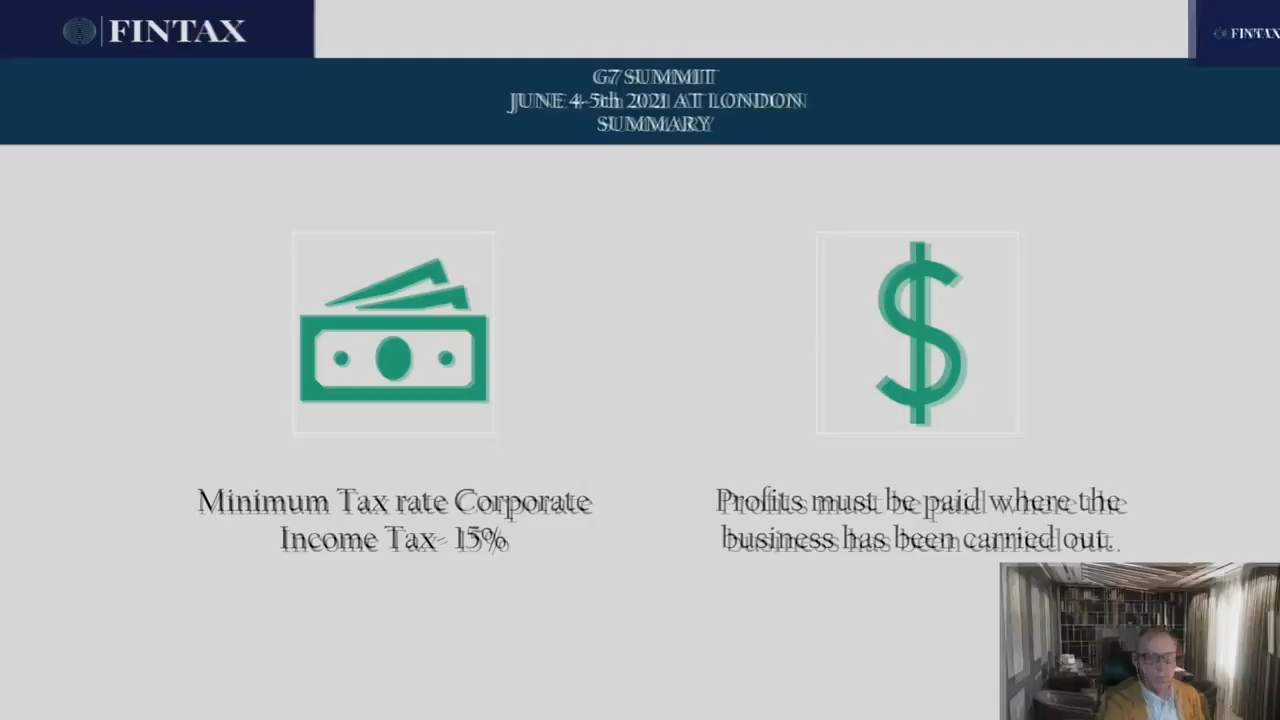 FINTAX
FINTAX
G7 SUMMIT
JUNE 4-5th 2021 AT LONDON
SUMMARY
Minimum Tax rate Corporate
Income Tax- 15%
Profits must be paid where the
business has been carried out.